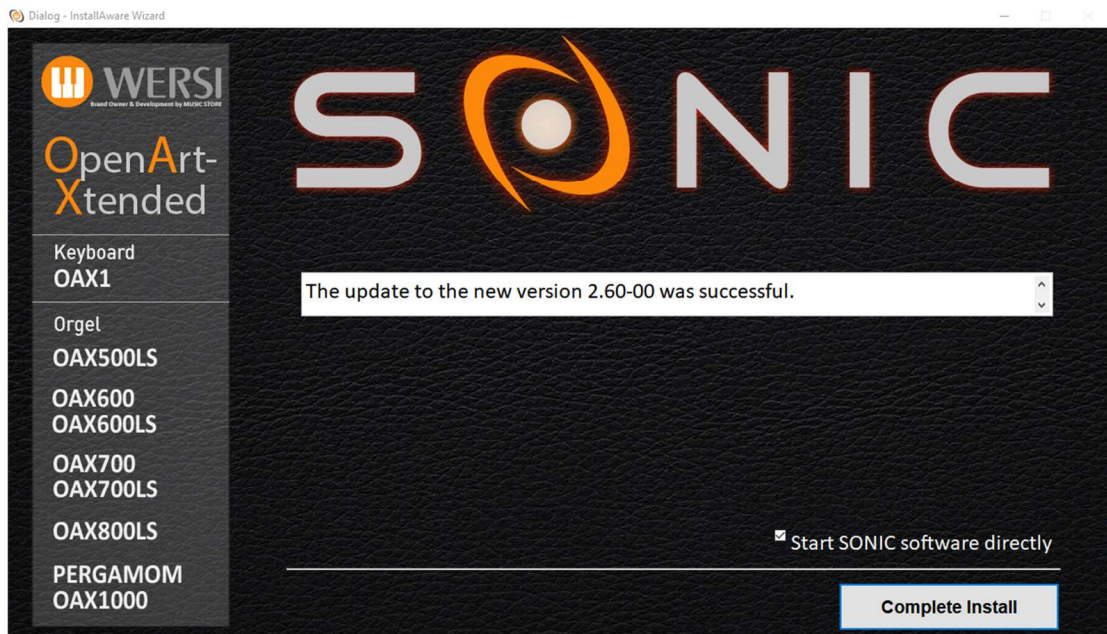 Dialog - InstallAware Wizard
WERSI
Brand Owner & Development by MUSIC STORE
OpenArt-
Xtended
Keyboard
OAX1
Orgel
OAX500LS
OAX600
OAX600LS
OAX700
OAX700LS
OAX800LS
PERGAMOM
OAX1000
SONIC
The update to the new version 2.60-00 was successful.
Start SONIC software directly
Complete Install